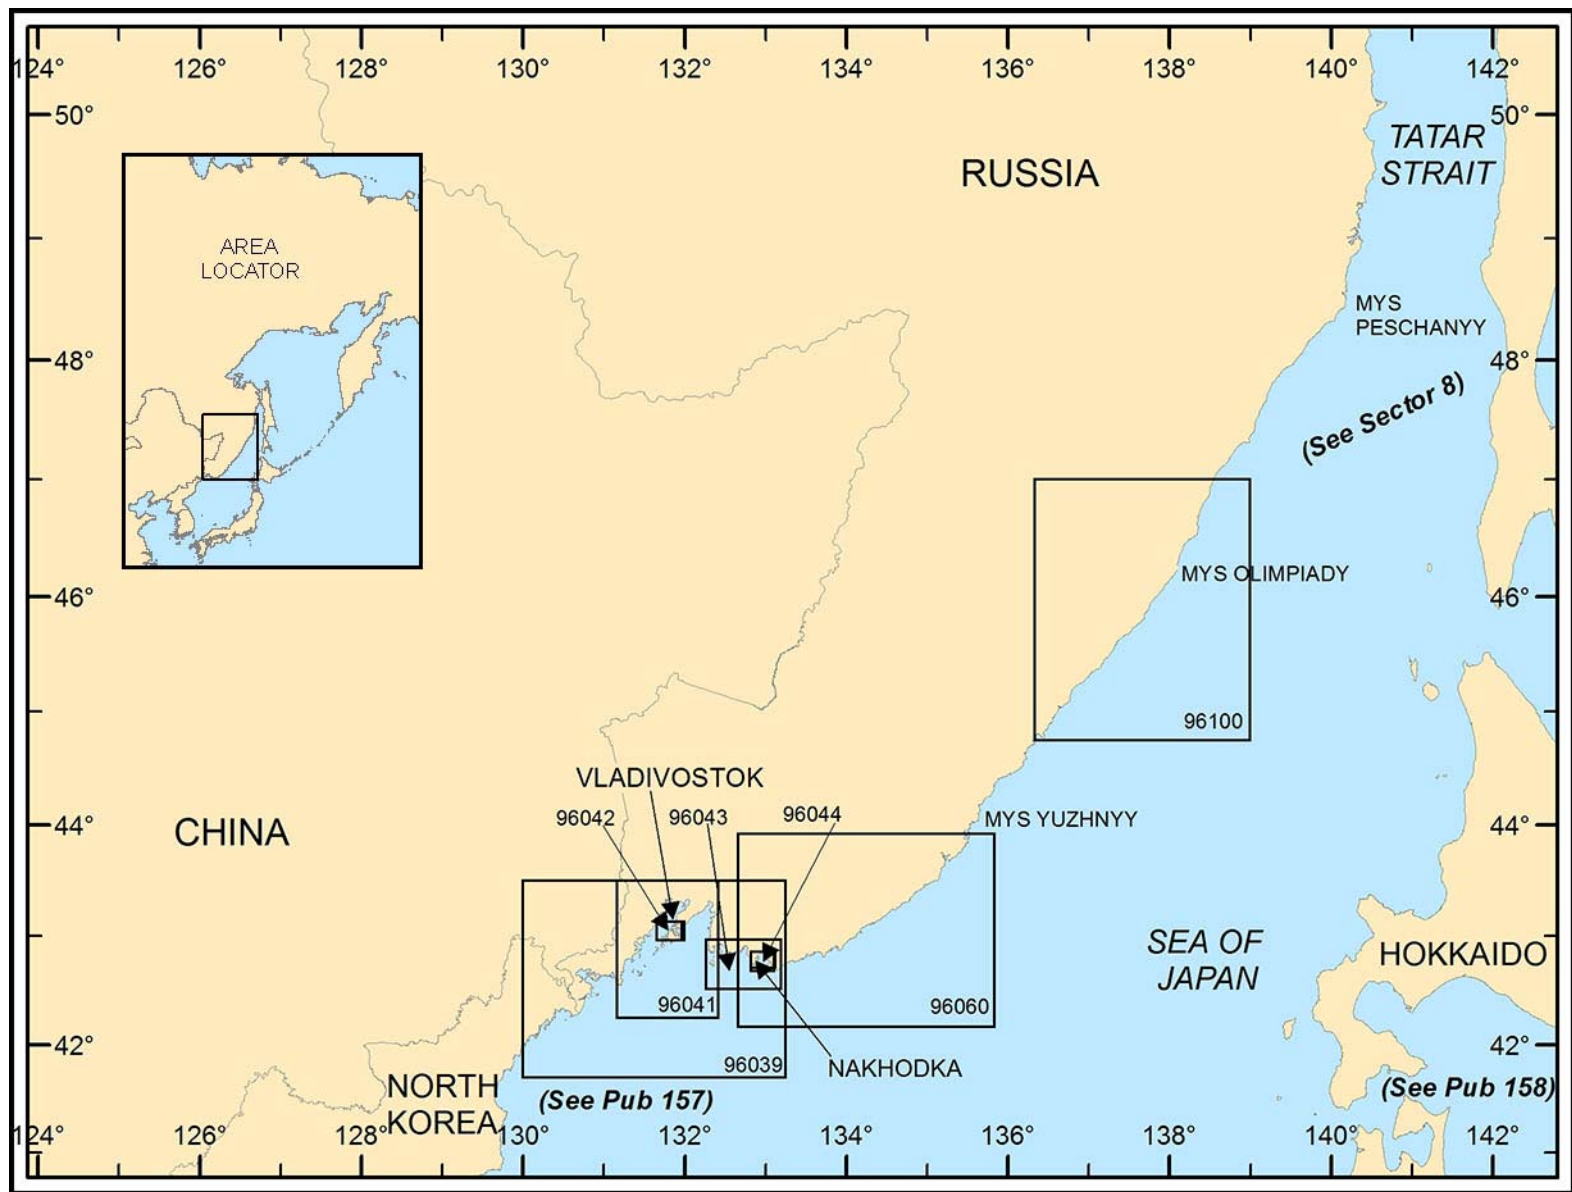 124° 126° 128° 130° 132° 134° 136° 138° 140° 142°
50° 50°
TATAR
STRAIT
RUSSIA
AREA
LOCATOR
MYS
PESCHANYY
48° 48°
(See Sector 8)
MYS OLIMPIADY
46° 46°
96100
VLADIVOSTOK
96042 96043 96044
MYS YUZHNYY
44° 44°
CHINA
SEA OF
JAPAN
HOKKAIDO
96041
96060
42° 42°
96039
NAKHODKA
NORTH
KOREA
(See Pub 157)
(See Pub 158)
124° 126° 128° 130° 132° 134° 136° 138° 140° 142°